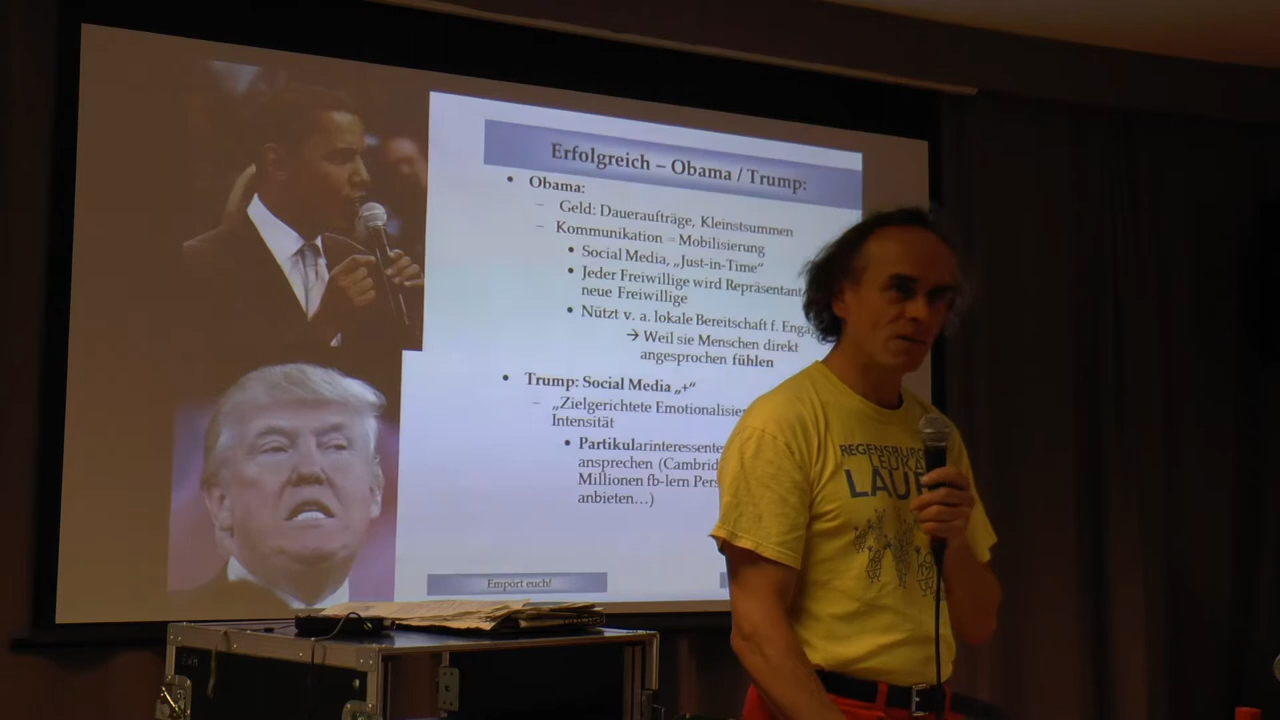 Erfolgreich – Obama / Trump:
• Obama:
– Geld: Daueraufträge, Kleinstsummen
– Kommunikation = Mobilisierung
• Social Media, „Just-in-Time“
• Jeder Freiwillige wird Repräsentant
neue Freiwillige
• Nützt v. a. lokale Bereitschaft f.
→ Weil sie Menschen direkt
angesprochen fühlen
• Trump: Social Media „+“
– „Zielgerichtete
Intensität
•
ansprechen
Millionen fb-lern
anbieten…)
Empört euch!
LAUF